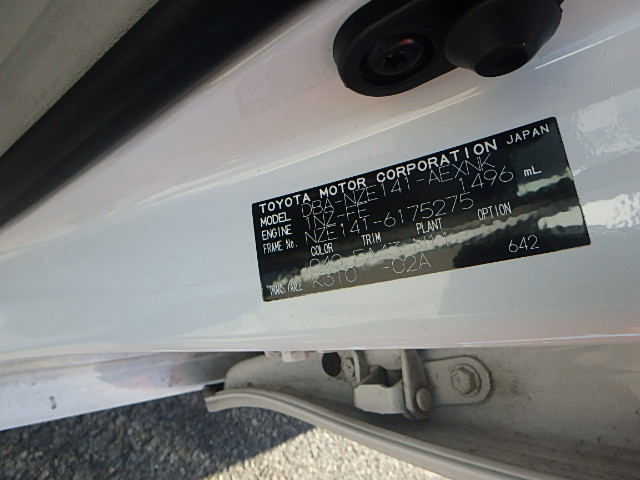 TOYOTA MOTOR CORPORATION JAPAN
MODEL DBA-NZE141-AEXNK
ENGINE 1NZ-FE 1496 mL
FRAME No. NZE141-6175275
COLOR TRIM PLANT OPTION
642
TRANS./AXLE K310 -02A